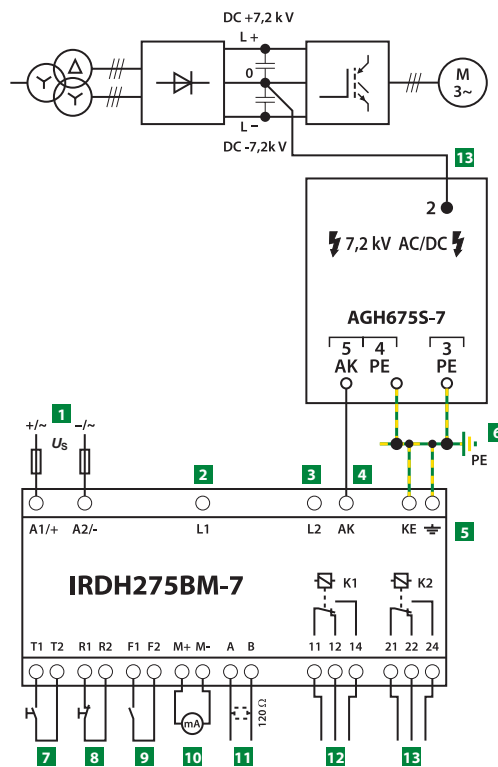 DC +7,2 kV
L +
0
L −
DC -7,2k V
M
3~
13
2
7,2 kV AC/DC
AGH675S-7
5 4 3
AK PE PE
1
+/~ −/~
US
2
3
4
6
PE
A1/+ A2/- L1 L2 AK KE
5
IRDH275BM-7
K1 K2
T1 T2 R1 R2 F1 F2 M+ M- A B 11 12 14 21 22 24
mA
120 Ω
7 8 9 10 11 12 13